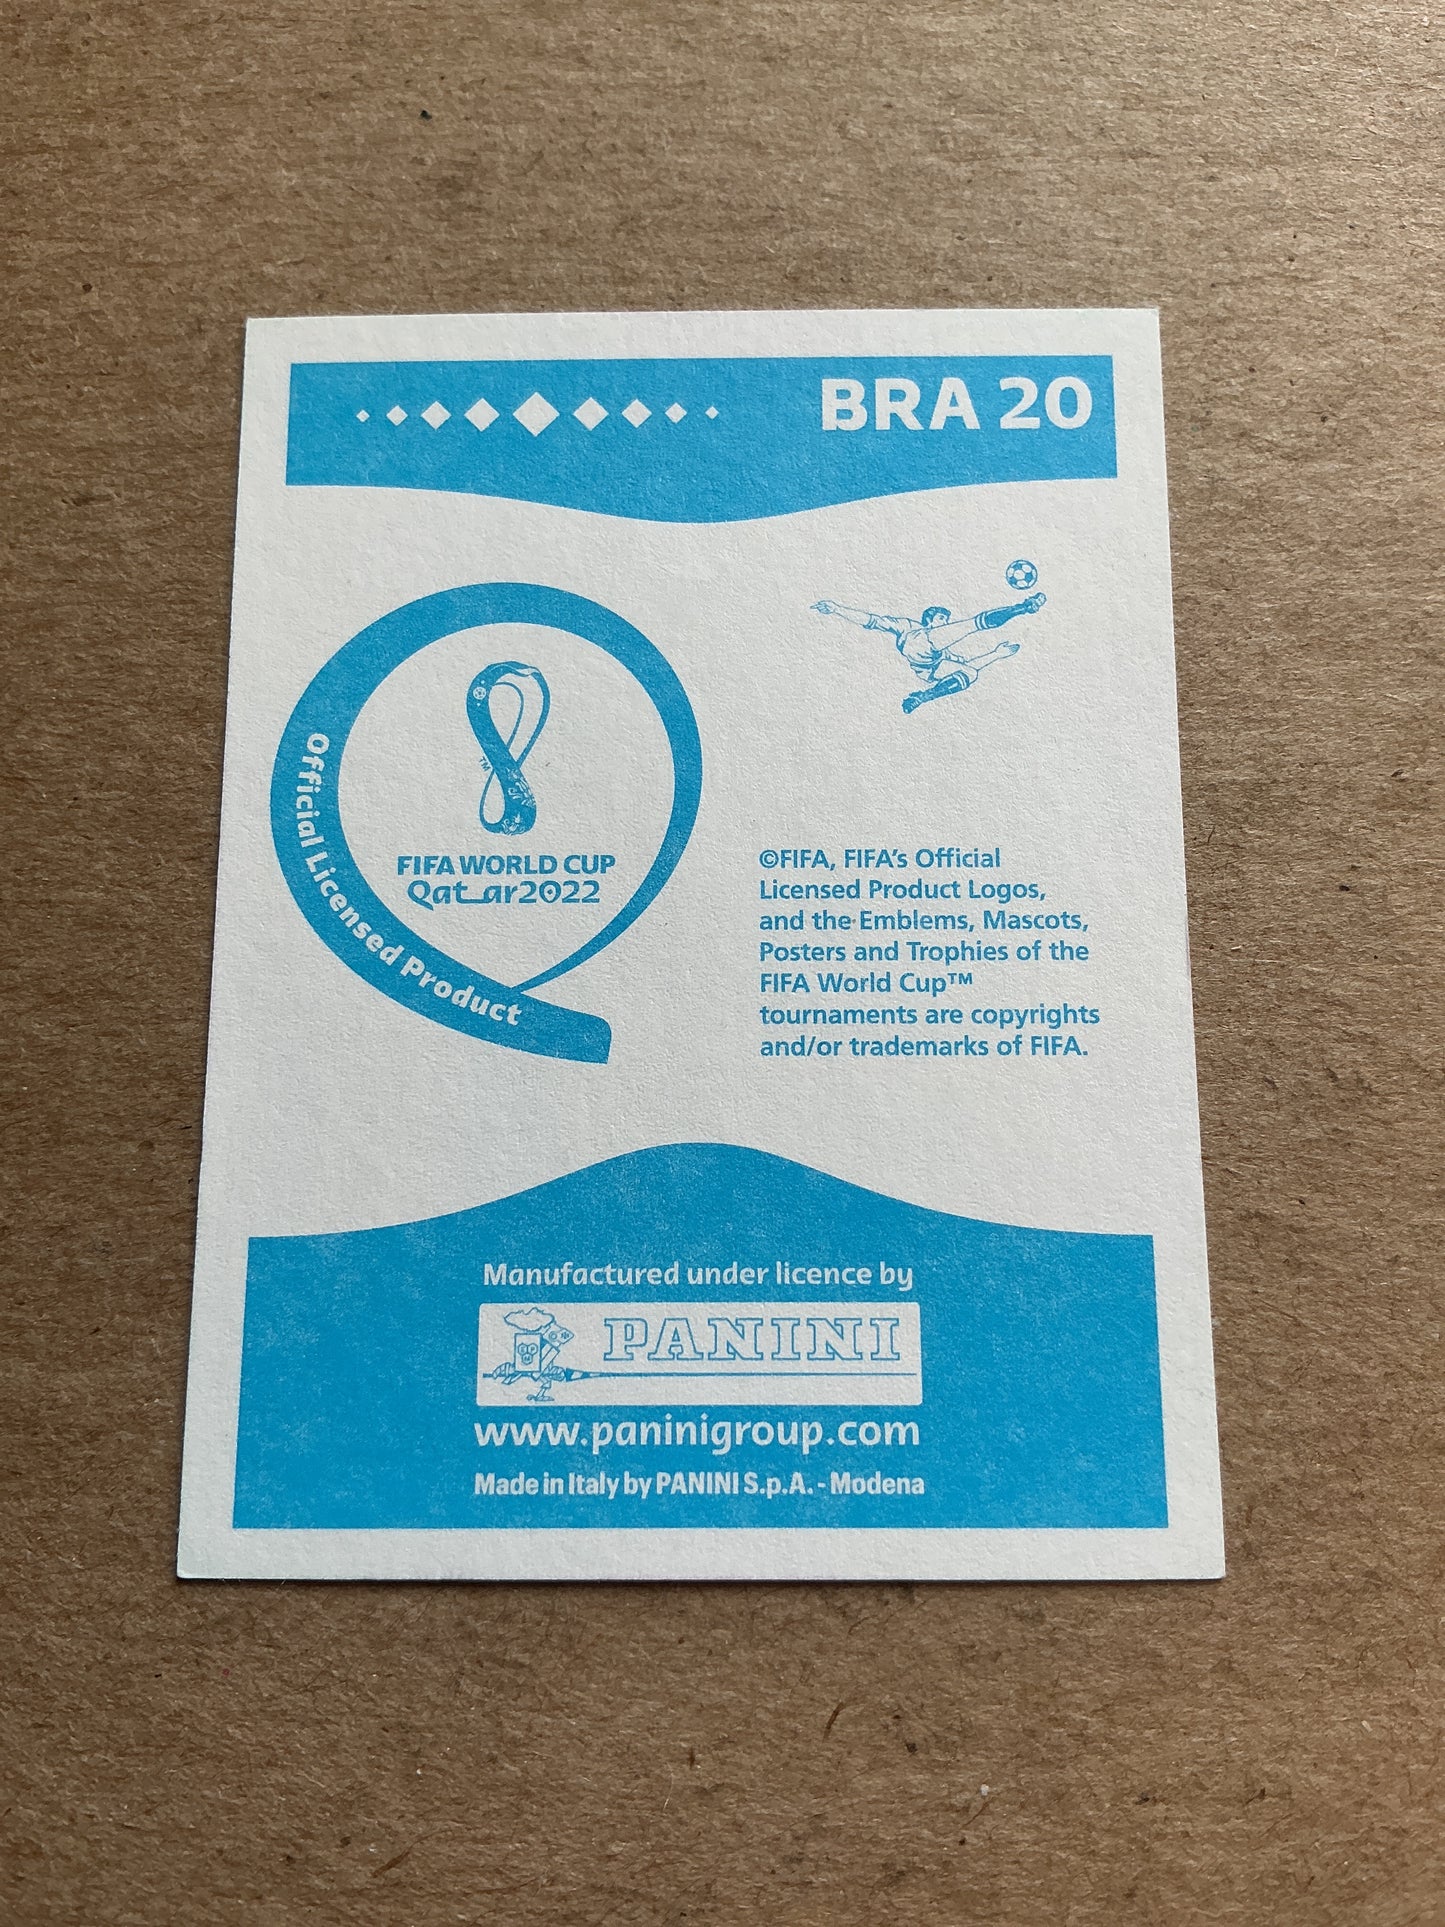 BRA 20
Official Licensed Product
TM
FIFA WORLD CUP
Qatar2022
©FIFA, FIFA's Official
Licensed Product Logos,
and the Emblems, Mascots,
Posters and Trophies of the
FIFA World Cup™
tournaments are copyrights
and/or trademarks of FIFA.
Manufactured under licence by
PANINI
www.paninigroup.com
Made in Italy by PANINI S.p.A. - Modena